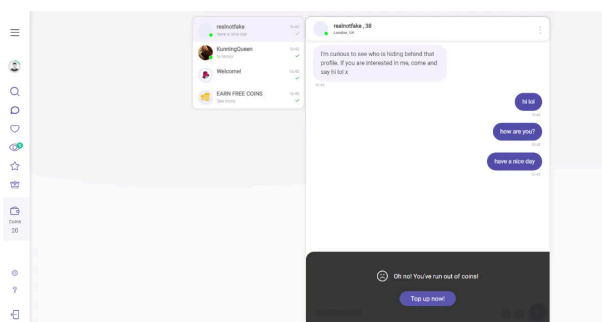 realnotfake
have a nice day
KunningQueen
Welcome!
EARN FREE COINS
See more
Coins
20
realnotfake , 38
London, UK
I'm curious to see who is hiding behind that
profile. If you are interested in me, come and
say hi lol x
hi lol
how are you?
have a nice day
Oh no! You've run out of coins!
Top up now!